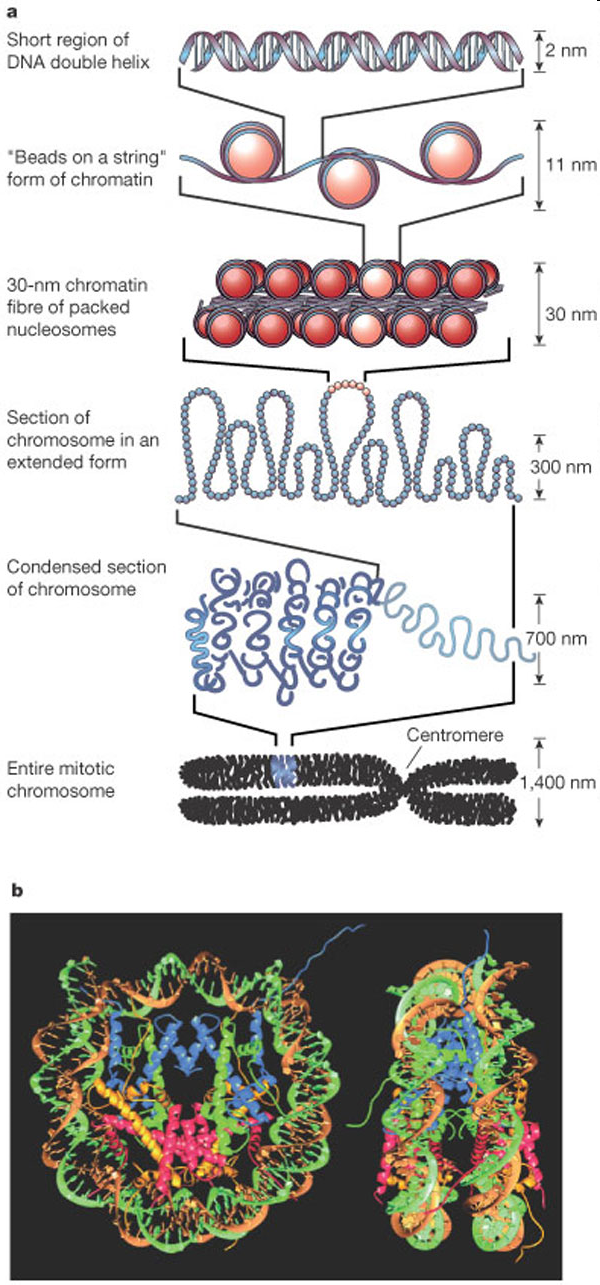 a
Short region of
DNA double helix
2 nm
"Beads on a string"
form of chromatin
11 nm
30-nm chromatin
fibre of packed
nucleosomes
30 nm
Section of
chromosome in an
extended form
300 nm
Condensed section
of chromosome
700 nm
Centromere
Entire mitotic
chromosome
1,400 nm
b